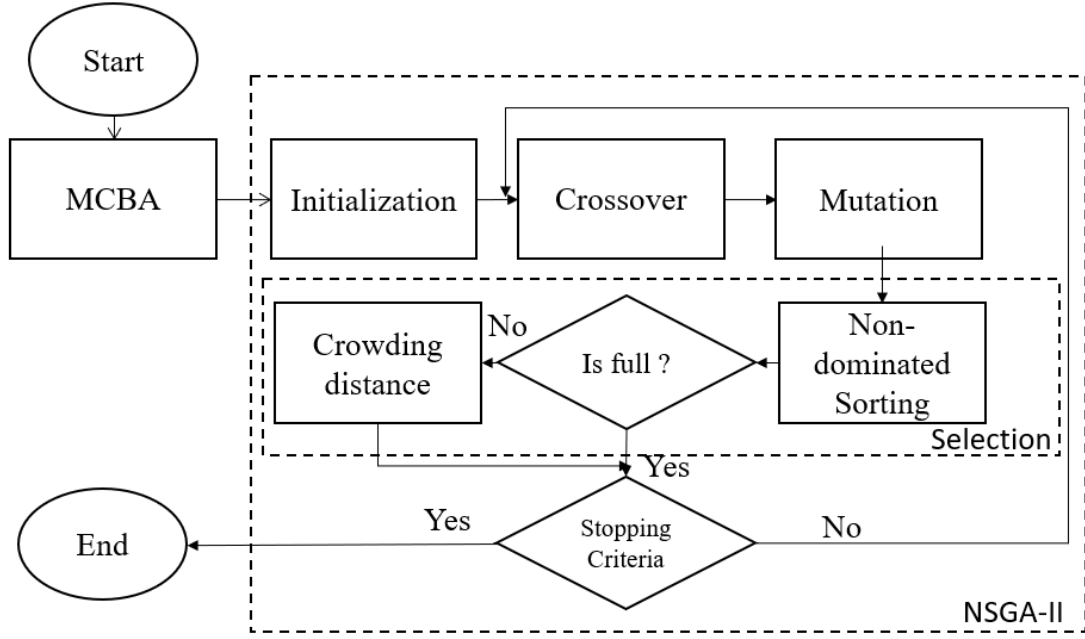 Start
MCBA
Initialization
Crossover
Mutation
Crowding
distance
No
Is full ?
Non-
dominated
Sorting
Selection
Yes
End
Yes
Stopping
Criteria
No
NSGA-II